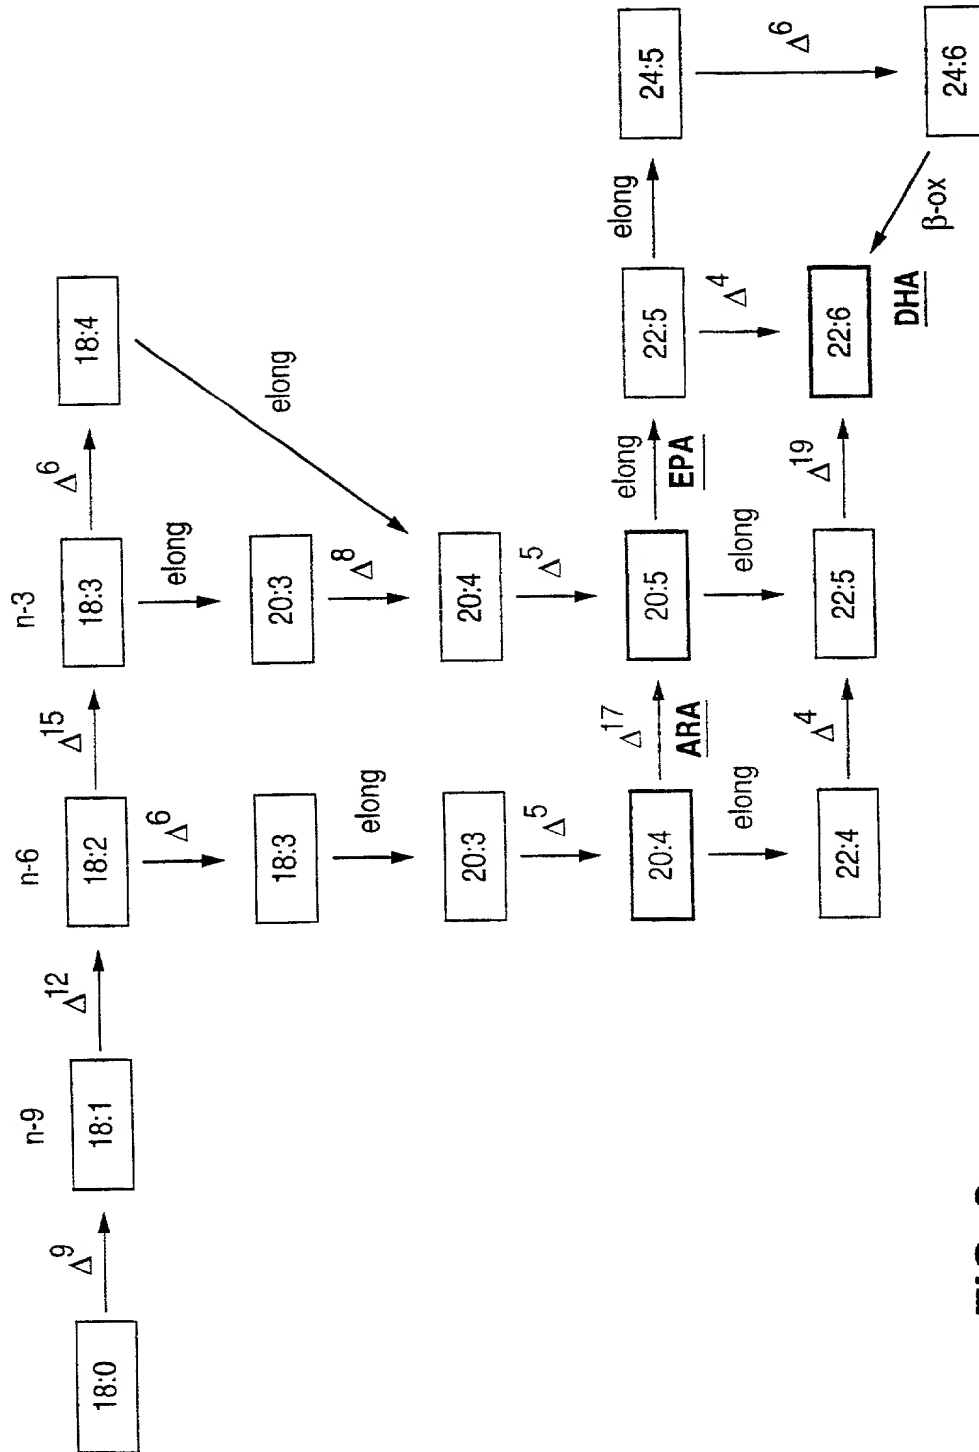 n-9 n-6 n-3
Δ9 Δ12 Δ15 Δ6
18:0 18:1 18:2 18:3 18:4
Δ6 elong
18:3 20:3
elong Δ8 elong
20:3 20:4
Δ5 Δ5
Δ17 elong elong
20:4 20:5 22:5 24:5
ARA EPA
elong elong Δ4 Δ6
Δ4 Δ19
22:4 22:5 22:6 24:6
β-ox
DHA
FIG.